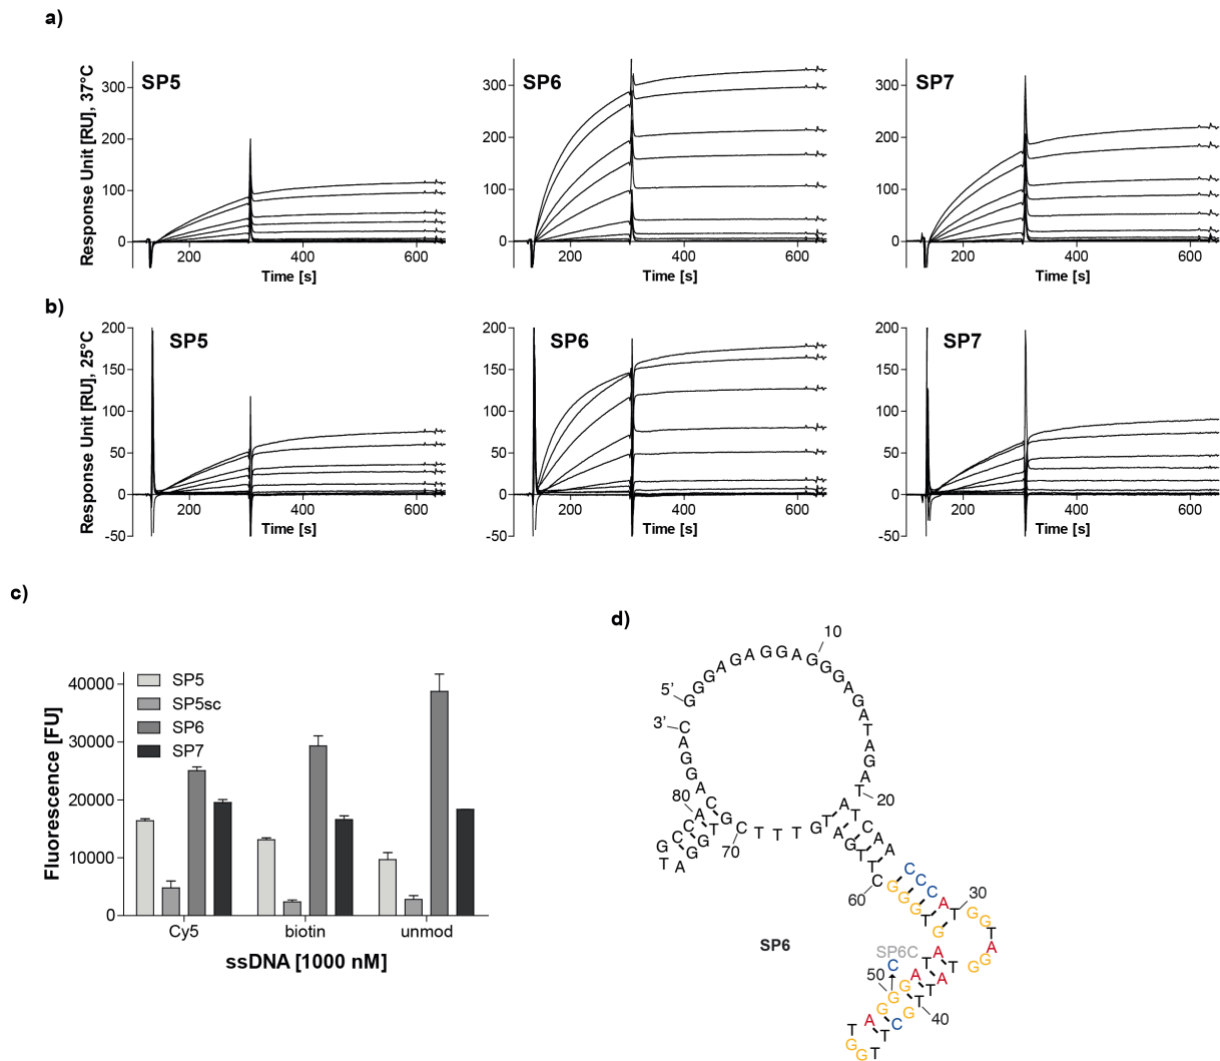 a)
Response Unit [RU], 37°C
SP5
300
200
100
0
200
400
600
Time [s]
SP6
300
200
100
0
200
400
600
Time [s]
SP7
300
200
100
0
200
400
600
Time [s]
b)
Response Unit [RU], 25°C
SP5
200
150
100
50
0
-50
200
400
600
Time [s]
SP6
200
150
100
50
0
-50
200
400
600
Time [s]
SP7
200
150
100
50
0
-50
200
400
600
Time [s]
c)
Fluorescence [FU]
40000
30000
20000
10000
0
SP5
SP5sc
SP6
SP7
Cy5
biotin
unmod
ssDNA [1000 nM]
d)
5'
GGGAGAGGAGGGAGATAGATATCAACCCATGGTAGGTATTGCTTGGTAGGGATAGTGGGCTTGATGTTTCGTGGATGCCACAGGAC
3'
10
20
30
40
50
60
70
80
SP6C
C
SP6